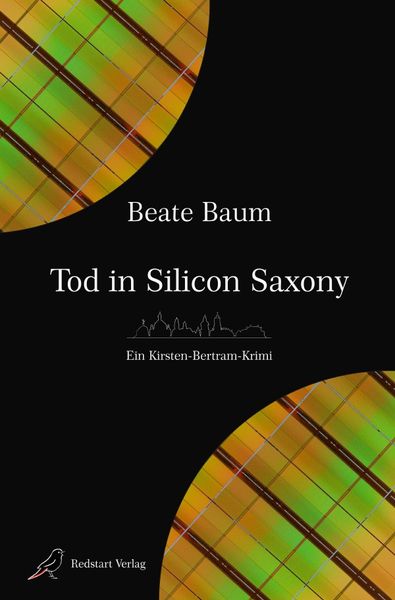 Beate Baum
Tod in Silicon Saxony
Ein Kirsten-Bertram-Krimi
Redstart Verlag